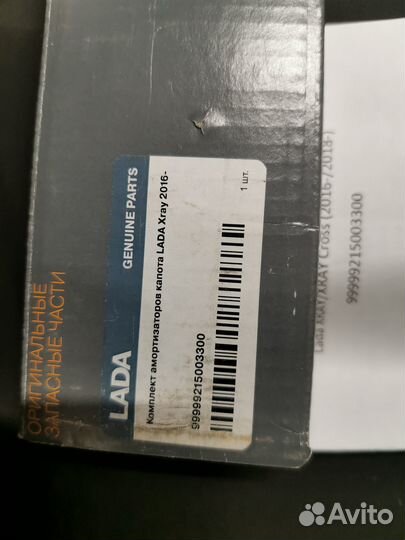 ОРИГИНАЛЬНЫЕ
ЗАПАСНЫЕ ЧАСТИ
LADA
GENUINE PARTS
Комплект амортизаторов капота LADA Xray 2016-
1 шт.
99999215003300
Lada XRAY/XRAY Cross (2016-/2018-)
99999215003300
Avito